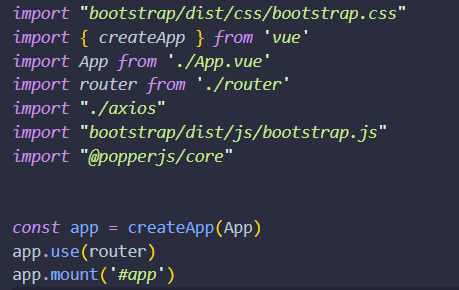 import "bootstrap/dist/css/bootstrap.css"
import { createApp } from 'vue'
import App from './App.vue'
import router from './router'
import "./axios"
import "bootstrap/dist/js/bootstrap.js"
import "@popperjs/core"
const app = createApp(App)
app.use(router)
app.mount('#app')